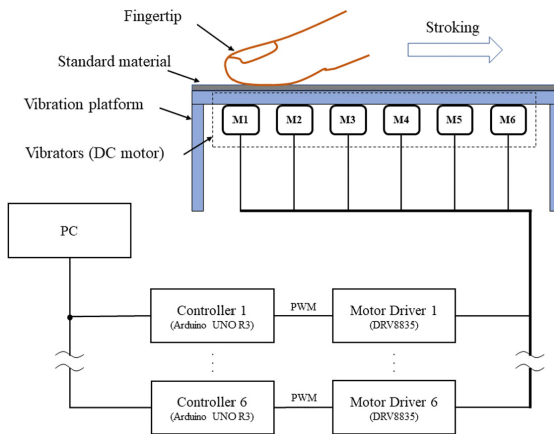 Fingertip
Stroking
Standard material
Vibration platform
M1 M2 M3 M4 M5 M6
Vibrators (DC motor)
PC
Controller 1
(Arduino UNO R3)
PWM
Motor Driver 1
(DRV8835)
Controller 6
(Arduino UNO R3)
PWM
Motor Driver 6
(DRV8835)